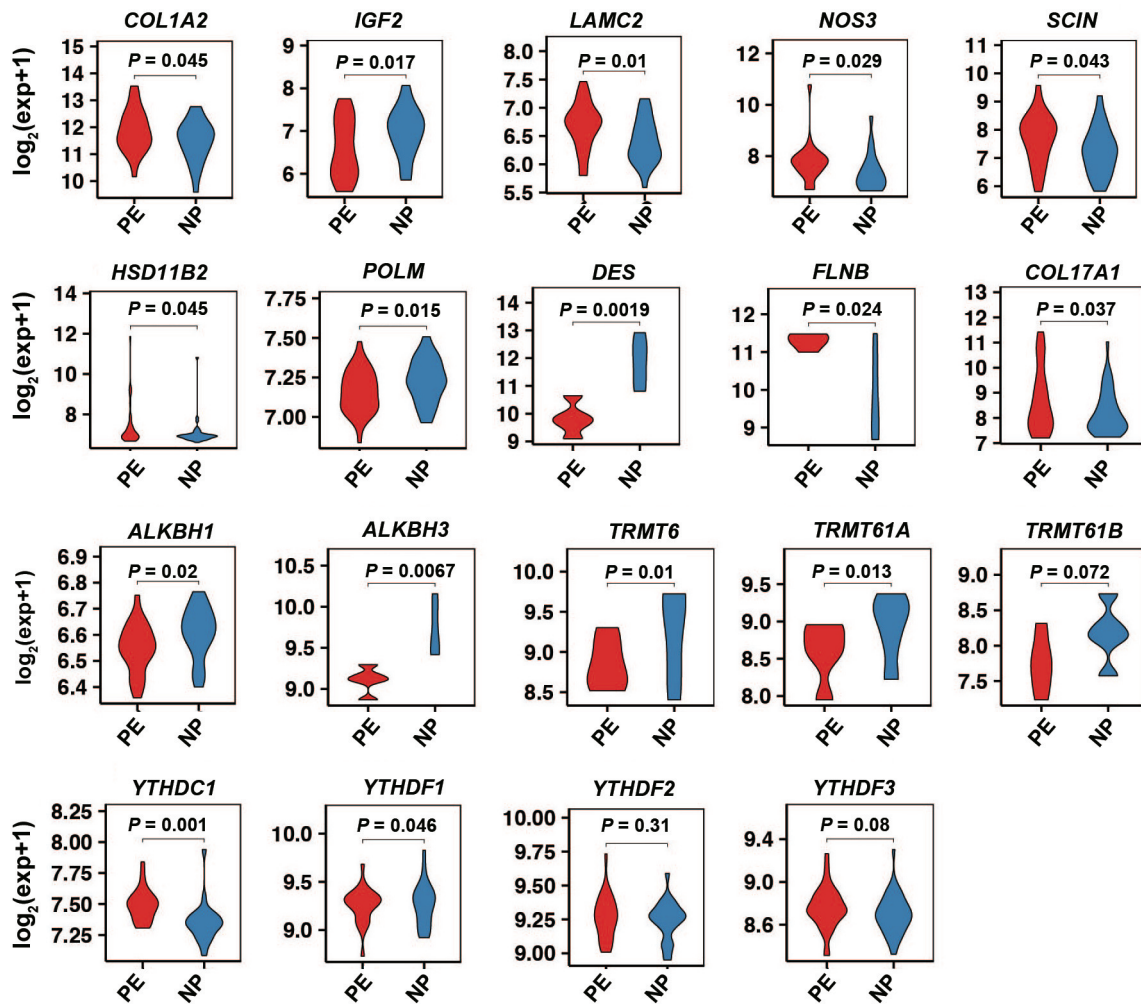 COL1A2 IGF2 LAMC2 NOS3 SCIN
log2(exp+1)
15
14
13
12
11
10
P = 0.045
PE NP
9
8
7
6
P = 0.017
PE NP
8.0
7.5
7.0
6.5
6.0
5.5
P = 0.01
PE NP
12
10
8
P = 0.029
PE NP
11
10
9
8
7
6
P = 0.043
PE NP
HSD11B2 POLM DES FLNB COL17A1
log2(exp+1)
14
12
10
8
P = 0.045
PE NP
7.75
7.50
7.25
7.00
P = 0.015
PE NP
14
13
12
11
10
9
P = 0.0019
PE NP
12
11
10
9
P = 0.024
PE NP
13
12
11
10
9
8
7
P = 0.037
PE NP
ALKBH1 ALKBH3 TRMT6 TRMT61A TRMT61B
log2(exp+1)
6.9
6.8
6.7
6.6
6.5
6.4
P = 0.02
PE NP
10.5
10.0
9.5
9.0
P = 0.0067
PE NP
10.0
9.5
9.0
8.5
P = 0.01
PE NP
9.5
9.0
8.5
8.0
P = 0.013
PE NP
9.0
8.5
8.0
7.5
P = 0.072
PE NP
YTHDC1 YTHDF1 YTHDF2 YTHDF3
log2(exp+1)
8.25
8.00
7.75
7.50
7.25
P = 0.001
PE NP
10.0
9.5
9.0
P = 0.046
PE NP
10.00
9.75
9.50
9.25
9.00
P = 0.31
PE NP
9.4
8.8
8.6
P = 0.08
PE NP